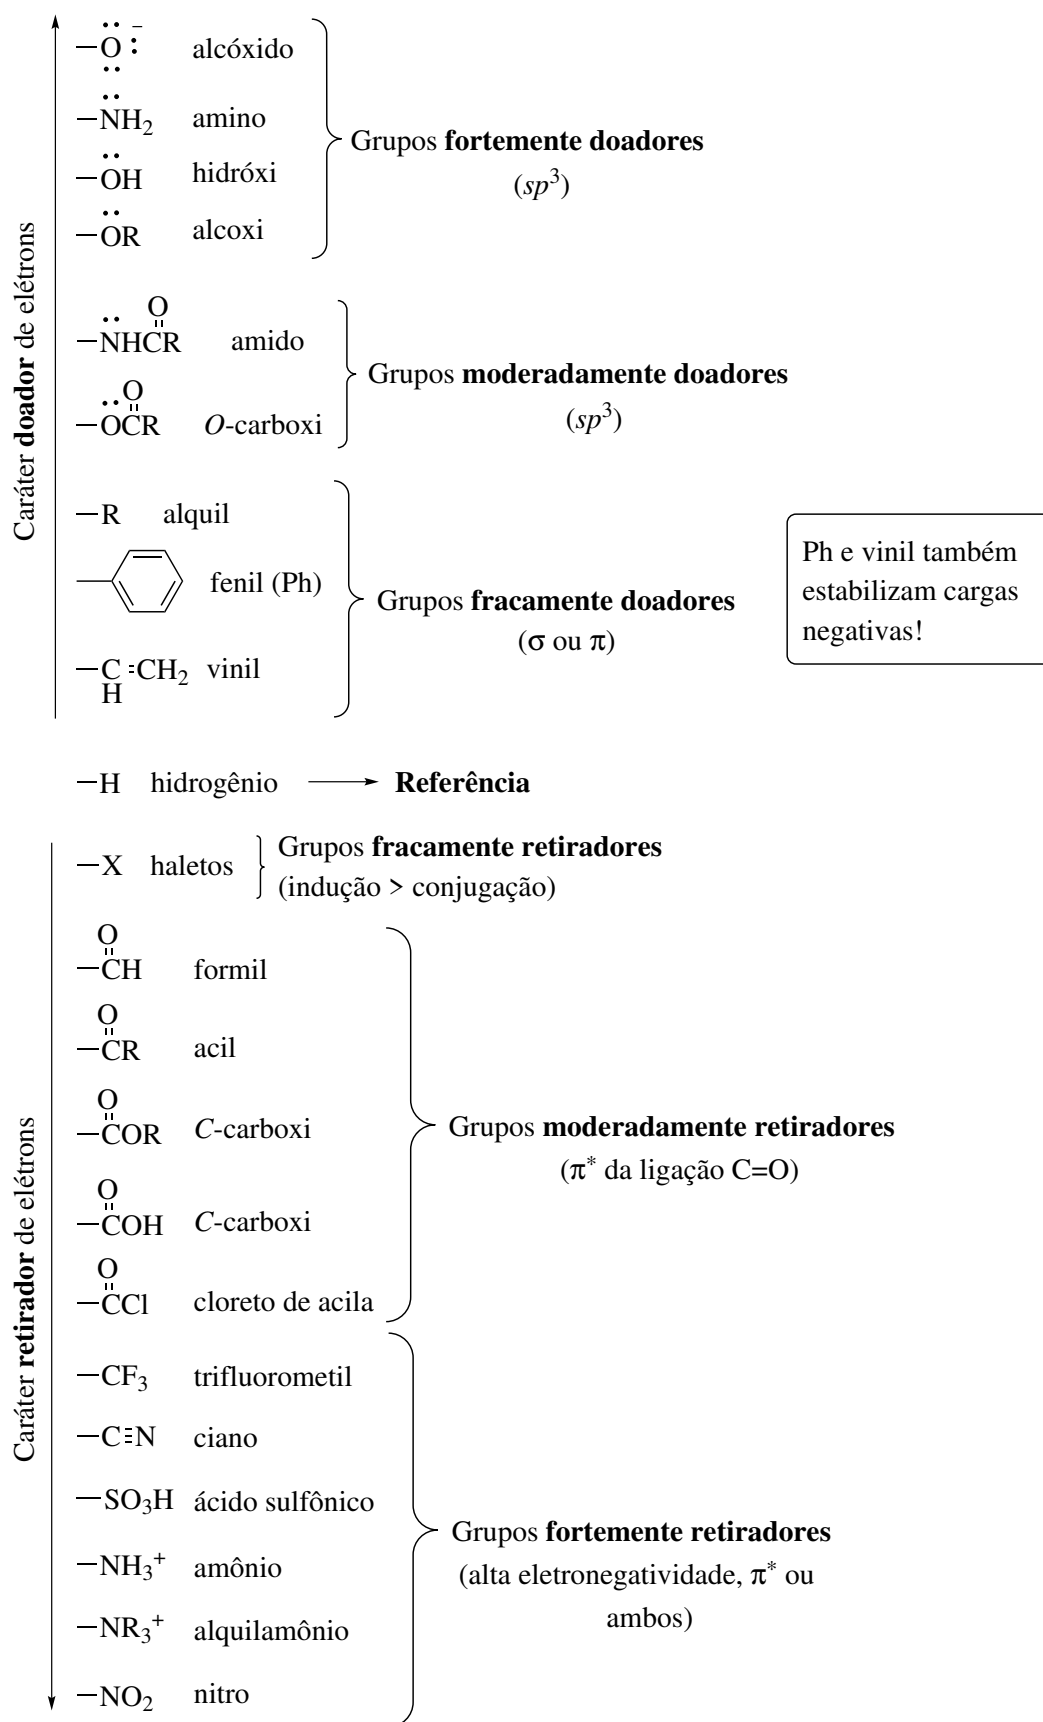 Caráter doador de elétrons
–O:⁻ alcóxido
–NH₂ amino
–OH hidróxi
–OR alcoxi
Grupos fortemente doadores
(sp³)
O
–NHCR amido
O
–OCR O-carboxi
Grupos moderadamente doadores
(sp³)
–R alquil
fenil (Ph)
–C=CH₂ vinil
H
Grupos fracamente doadores
(σ ou π)
Ph e vinil também
estabilizam cargas
negativas!
–H hidrogênio → Referência
Caráter retirador de elétrons
–X haletos
Grupos fracamente retiradores
(indução > conjugação)
O
–CH formil
O
–CR acil
O
–COR C-carboxi
O
–COH C-carboxi
O
–CCl cloreto de acila
Grupos moderadamente retiradores
(π* da ligação C=O)
–CF₃ trifluorometil
–C≡N ciano
–SO₃H ácido sulfônico
–NH₃⁺ amônio
–NR₃⁺ alquilamônio
–NO₂ nitro
Grupos fortemente retiradores
(alta eletronegatividade, π* ou
ambos)